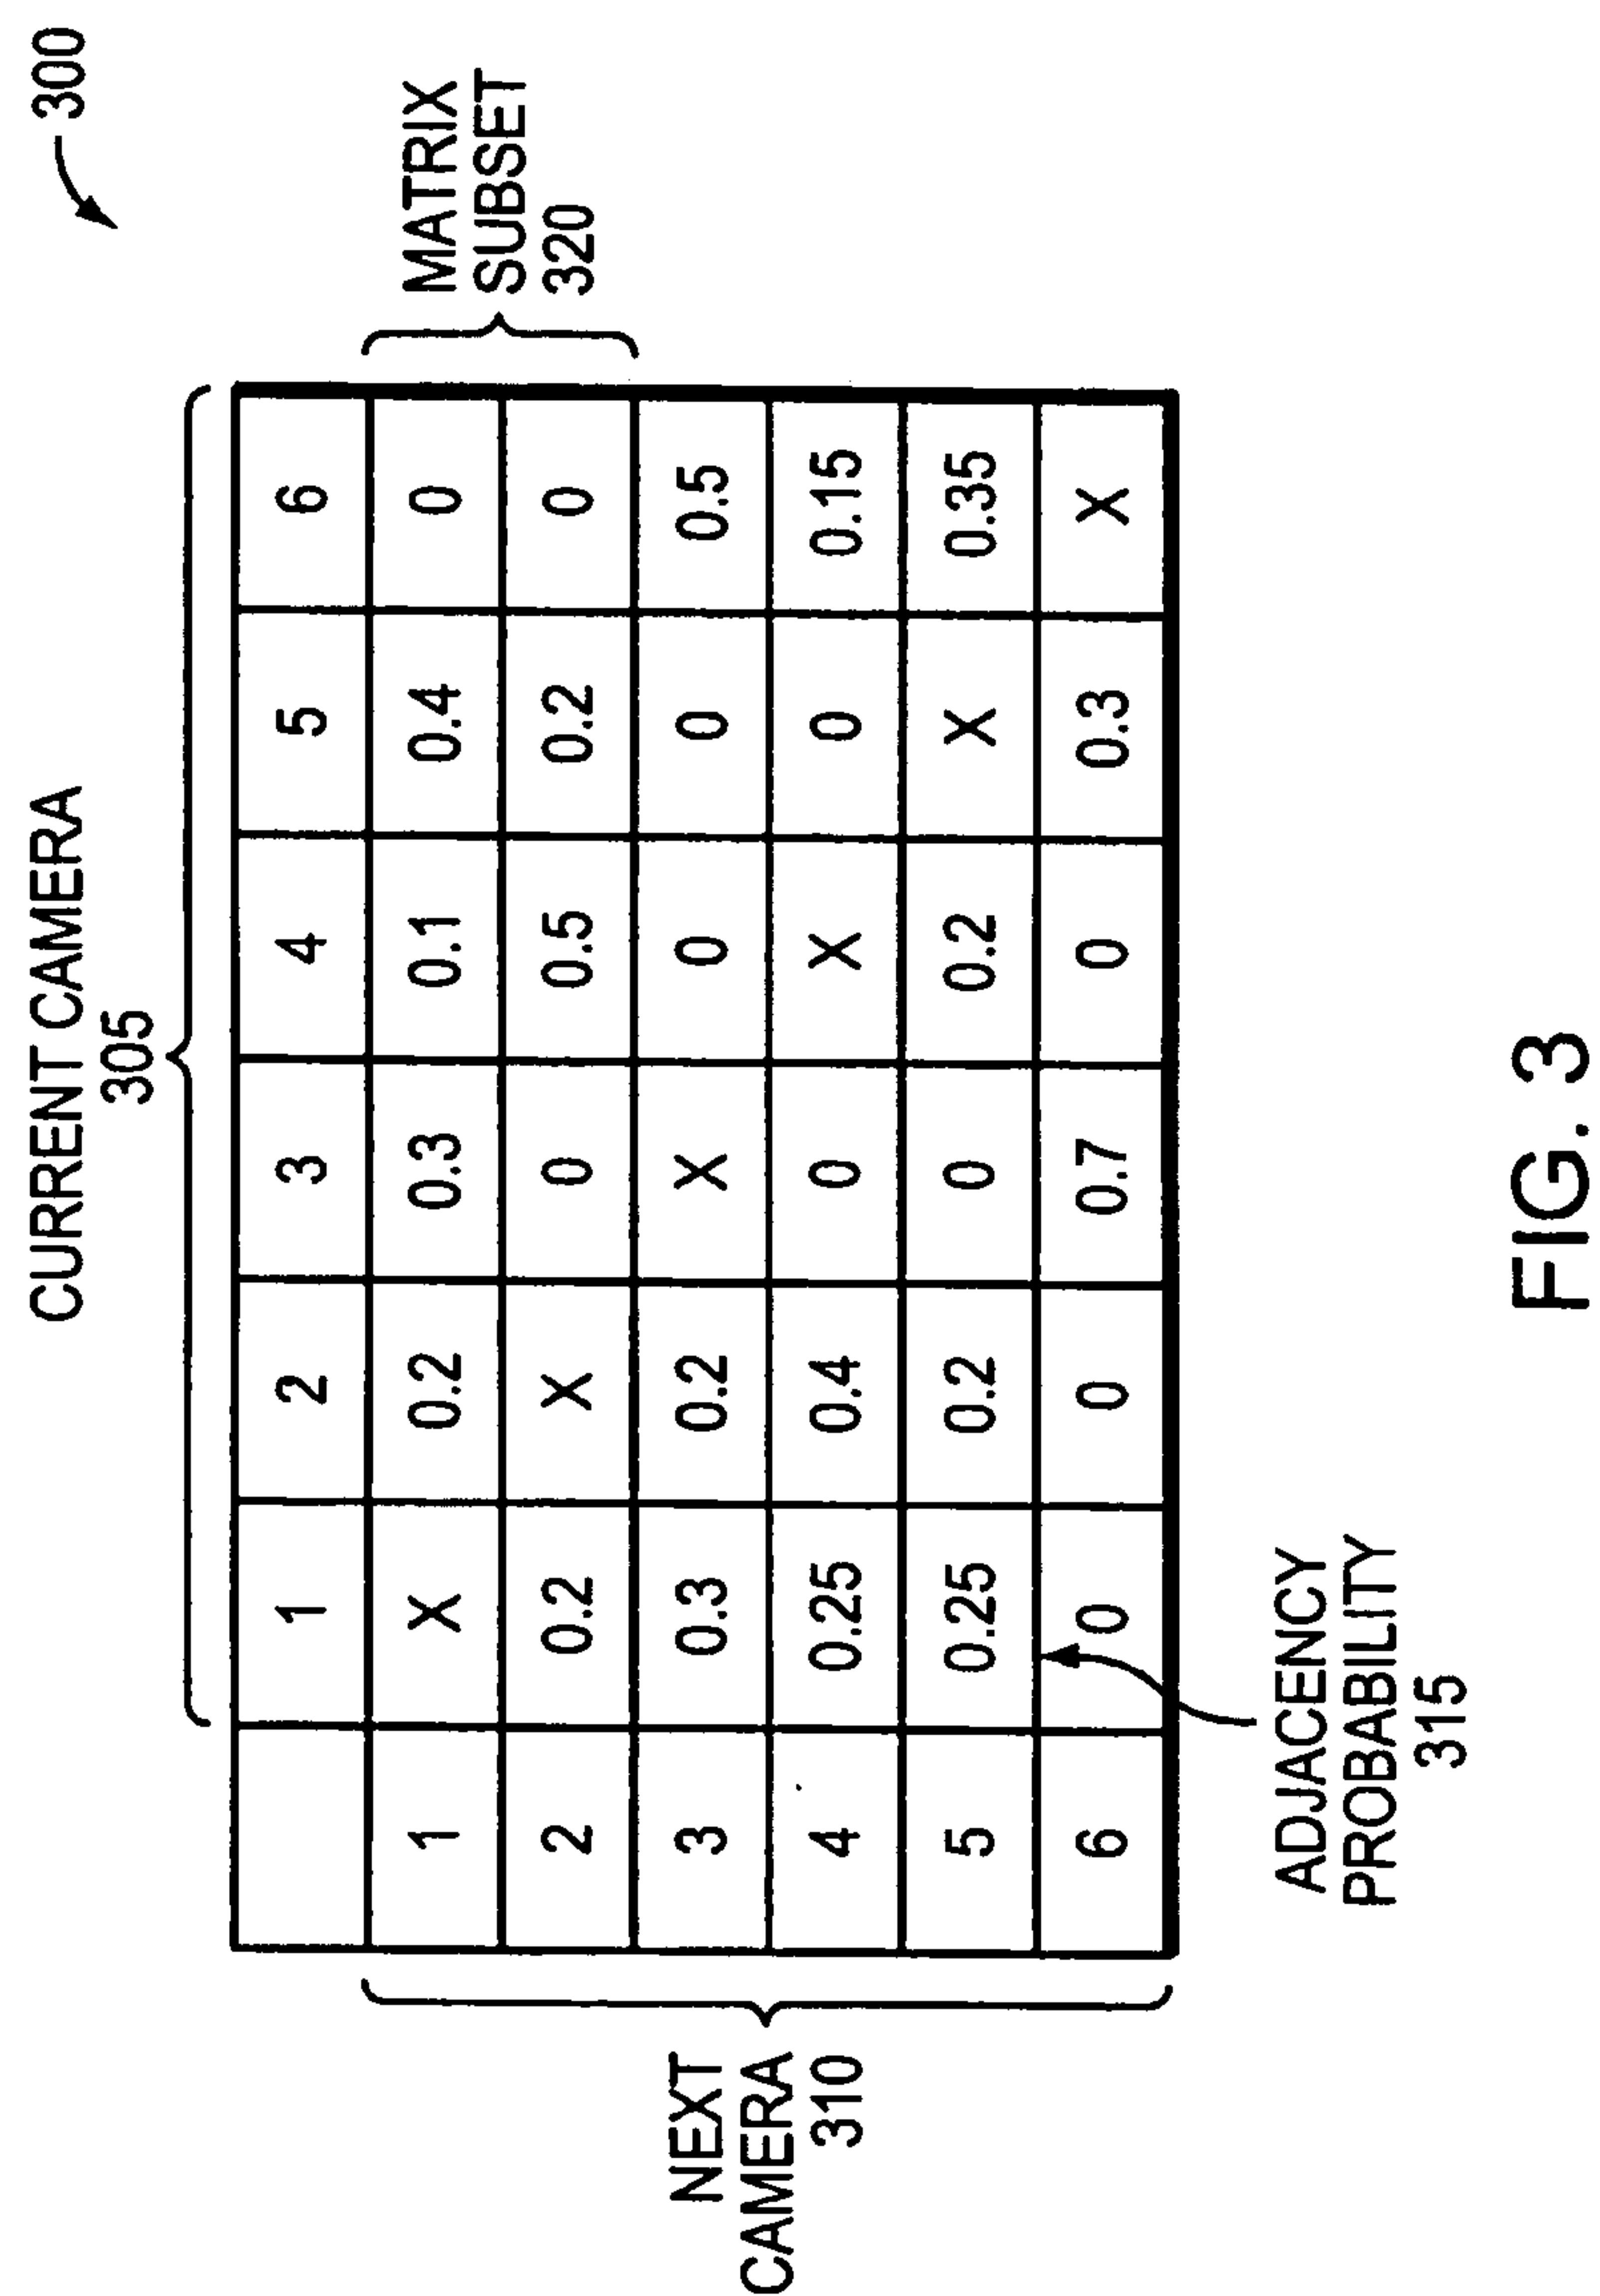 300
CURRENT CAMERA
305
1 2 3 4 5 6
1 X 0.2 0.3 0.1 0.4 0
2 0.2 X 0 0.5 0.2 0
3 0.3 0.2 X 0 0 0.5
4 0.25 0.4 0 X 0 0.15
5 0.25 0.2 0 0.2 X 0.35
6 0 0 0.7 0 0.3 X
NEXT
CAMERA
310
MATRIX
SUBSET
320
ADJACENCY
PROBABILITY
315
FIG. 3